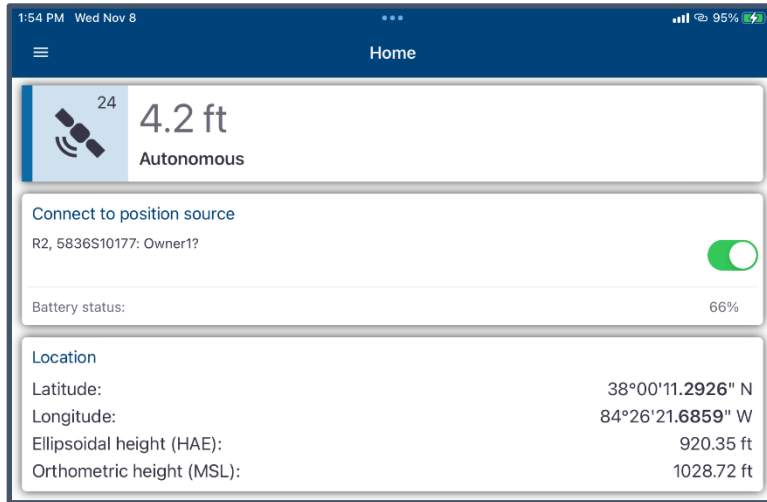 1:54 PM Wed Nov 8 95%
Home
24
4.2 ft
Autonomous
Connect to position source
R2, 5836S10177: Owner1?
Battery status: 66%
Location
Latitude: 38°00'11.2926" N
Longitude: 84°26'21.6859" W
Ellipsoidal height (HAE): 920.35 ft
Orthometric height (MSL): 1028.72 ft